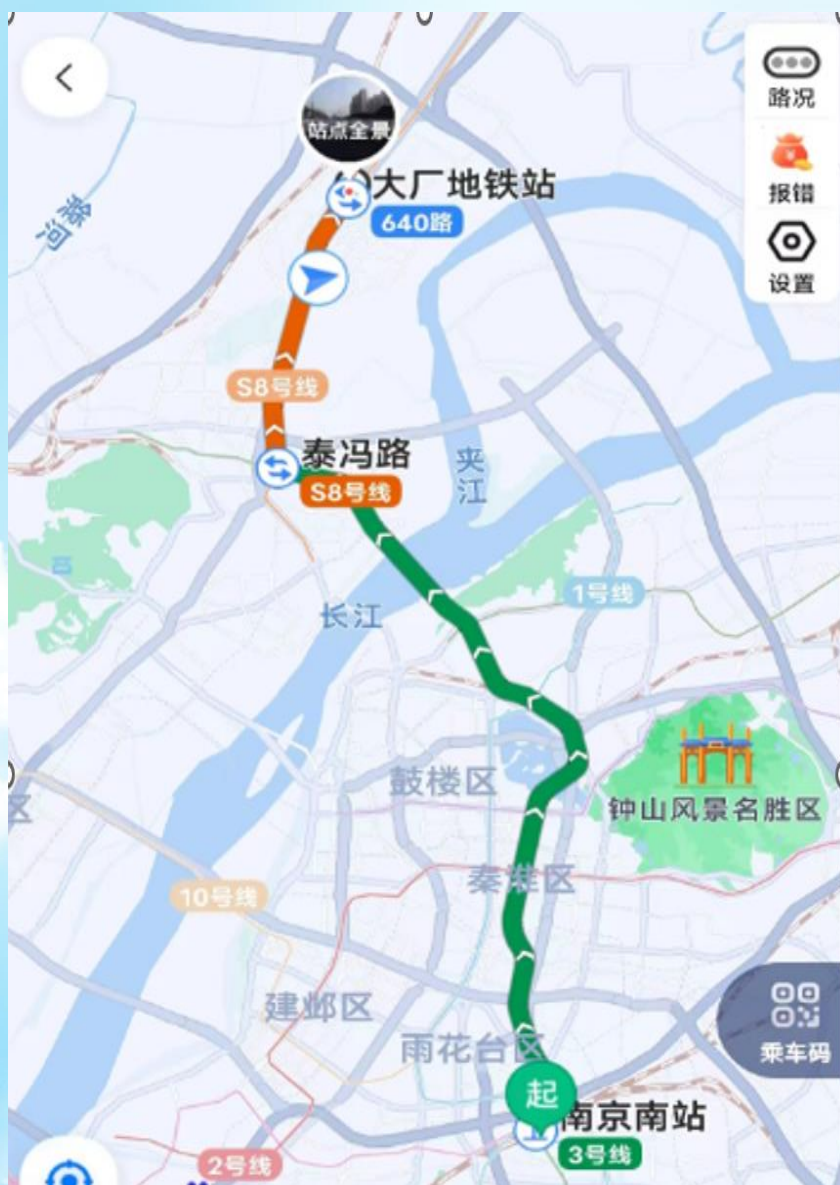 路况
站点全景
大厂地铁站
640路
报错
滁河
设置
S8号线
泰冯路
S8号线
夹江
1号线
长江
鼓楼区
钟山风景名胜区
区
秦淮区
10号线
建邺区
雨花台区
乘车码
起
南京南站
3号线
2号线